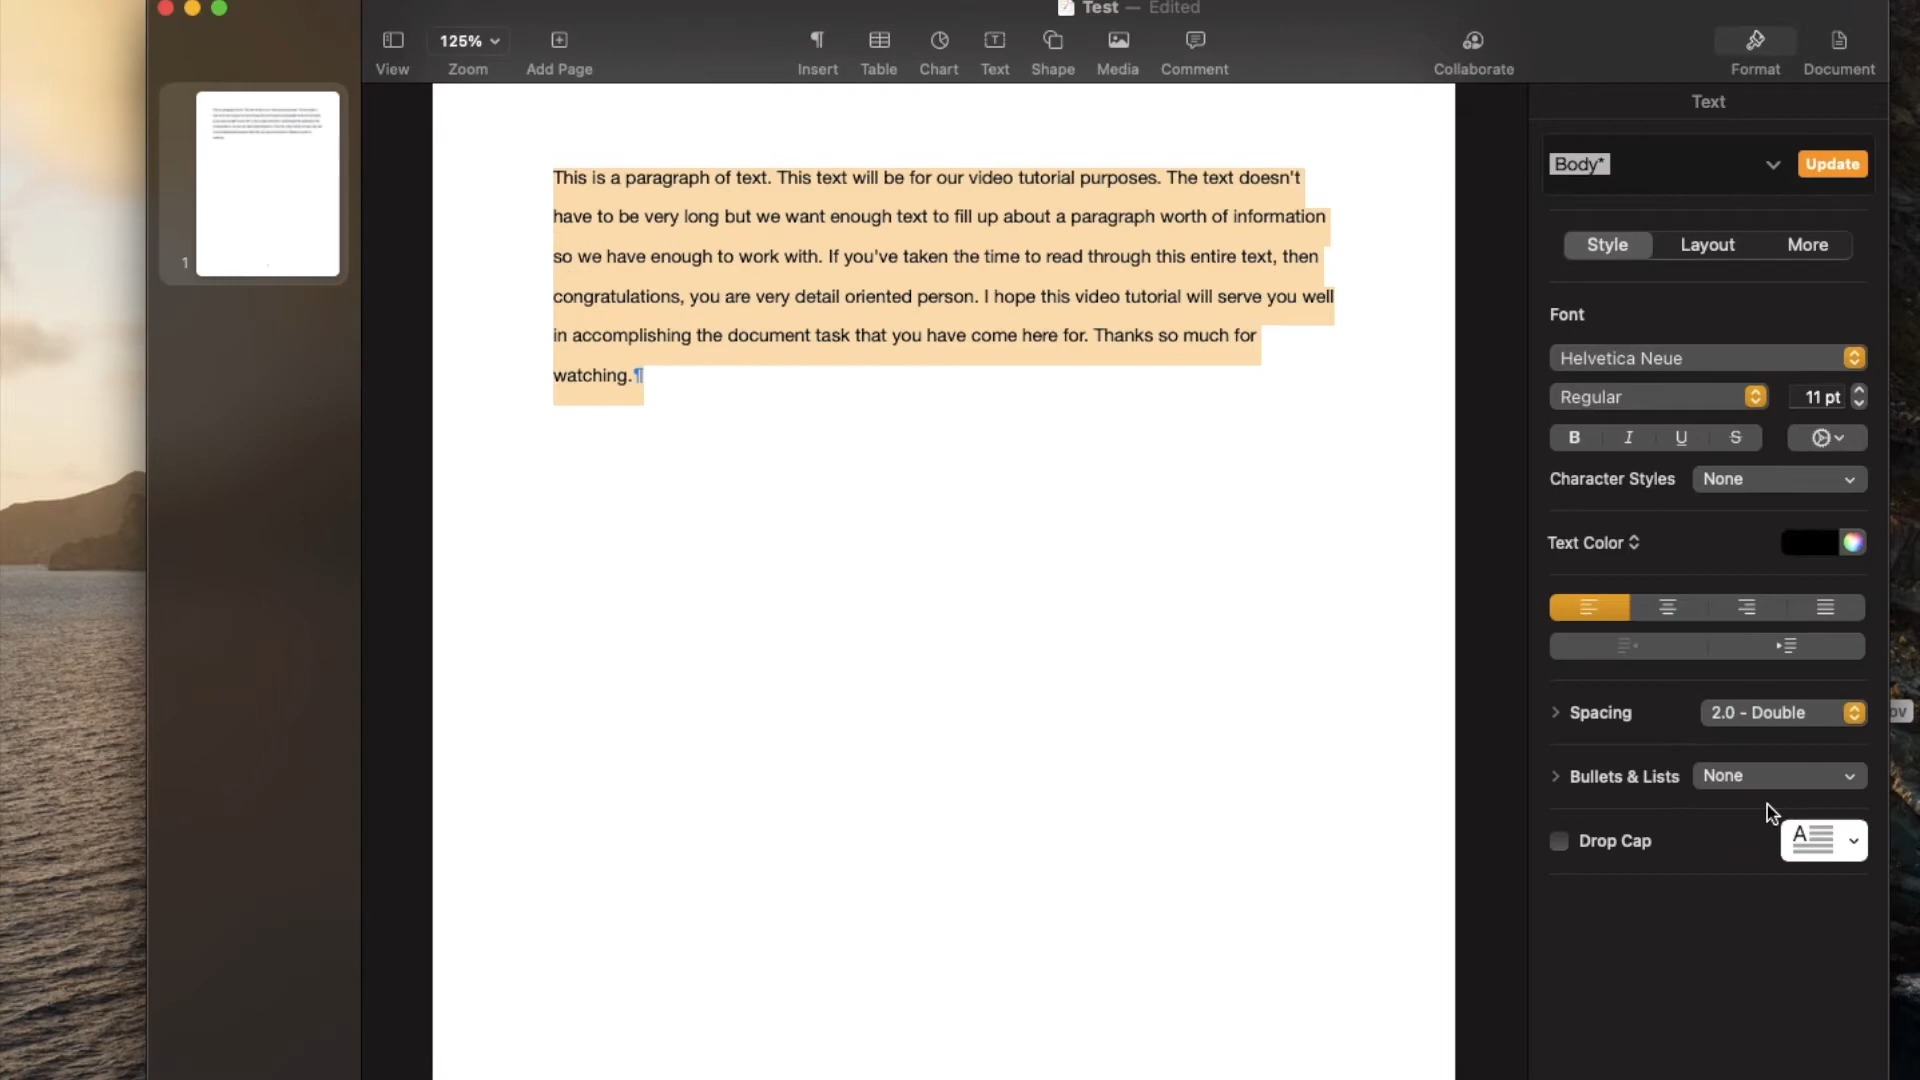 Test — Edited
125%
View
Zoom
Add Page
Insert
Table
Chart
Text
Shape
Media
Comment
Collaborate
Format
Document
Text
Body*
Update
Style
Layout
More
1
This is a paragraph of text. This text will be for our video tutorial purposes. The text doesn't
have to be very long but we want enough text to fill up about a paragraph worth of information
so we have enough to work with. If you've taken the time to read through this entire text, then
congratulations, you are very detail oriented person. I hope this video tutorial will serve you well
in accomplishing the document task that you have come here for. Thanks so much for
watching.¶
Font
Helvetica Neue
Regular
11 pt
B I U S
Character Styles
None
Text Color
Spacing
2.0 - Double
ov
Bullets & Lists
None
Drop Cap
A